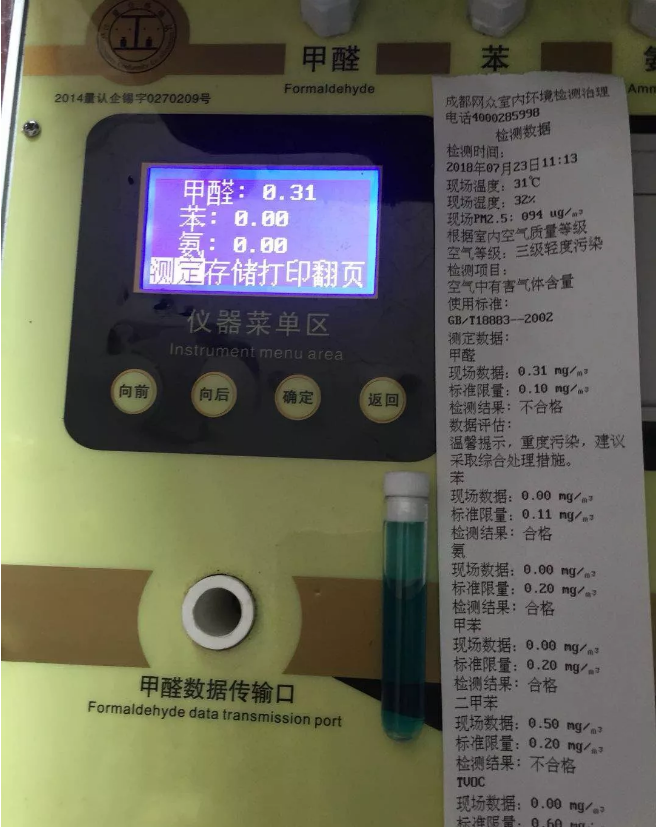 甲醛
Formaldehyde
苯
氨
Amm
2014量认企锡字0270209号
甲醛: 0.31
苯: 0.00
氨: 0.00
测定存储打印翻页
仪器菜单区
Instrument menu area
向前
向后
确定
返回
甲醛数据传输口
Formaldehyde data transmission port
成都网众室内环境检测治理
电话4000285998
检测数据
检测时间:
2018年07月23日11:13
现场温度: 31℃
现场湿度: 32%
现场PM2.5: 094 ug/m³
根据室内空气质量等级
空气等级: 三级轻度污染
检测项目:
空气中有害气体含量
使用标准:
GB/T18883--2002
测定数据:
甲醛
现场数据: 0.31 mg/m³
标准限量: 0.10 mg/m³
检测结果: 不合格
数据评估:
温馨提示, 重度污染, 建议
采取综合处理措施。
苯
现场数据: 0.00 mg/m³
标准限量: 0.11 mg/m³
检测结果: 合格
氨
现场数据: 0.00 mg/m³
标准限量: 0.20 mg/m³
检测结果: 合格
甲苯
现场数据: 0.00 mg/m³
标准限量: 0.20 mg/m³
检测结果: 合格
二甲苯
现场数据: 0.50 mg/m³
标准限量: 0.20 mg/m³
检测结果: 不合格
TVOC
现场数据: 0.00 mg/m³
标准限量: 0.60 mg/